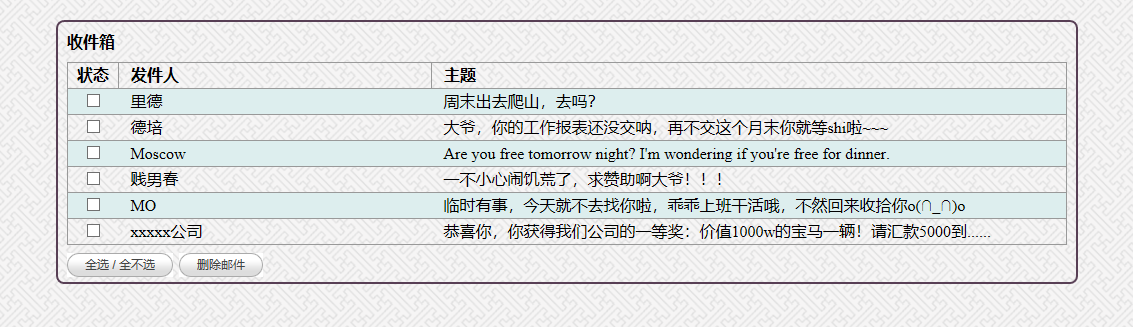 收件箱
状态 发件人 主题
里德 周末出去爬山，去吗？
德培 大爷，你的工作报表还没交呐，再不交这个月末你就等shi啦~~~
Moscow Are you free tomorrow night? I'm wondering if you're free for dinner.
贱男春 一不小心闹饥荒了，求赞助啊大爷！！！
MO 临时有事，今天就不去找你啦，乖乖上班干活哦，不然回来收拾你o(∩_∩)o
xxxxx公司 恭喜你，你获得我们公司的一等奖：价值1000w的宝马一辆！请汇款5000到......
全选 / 全不选 删除邮件